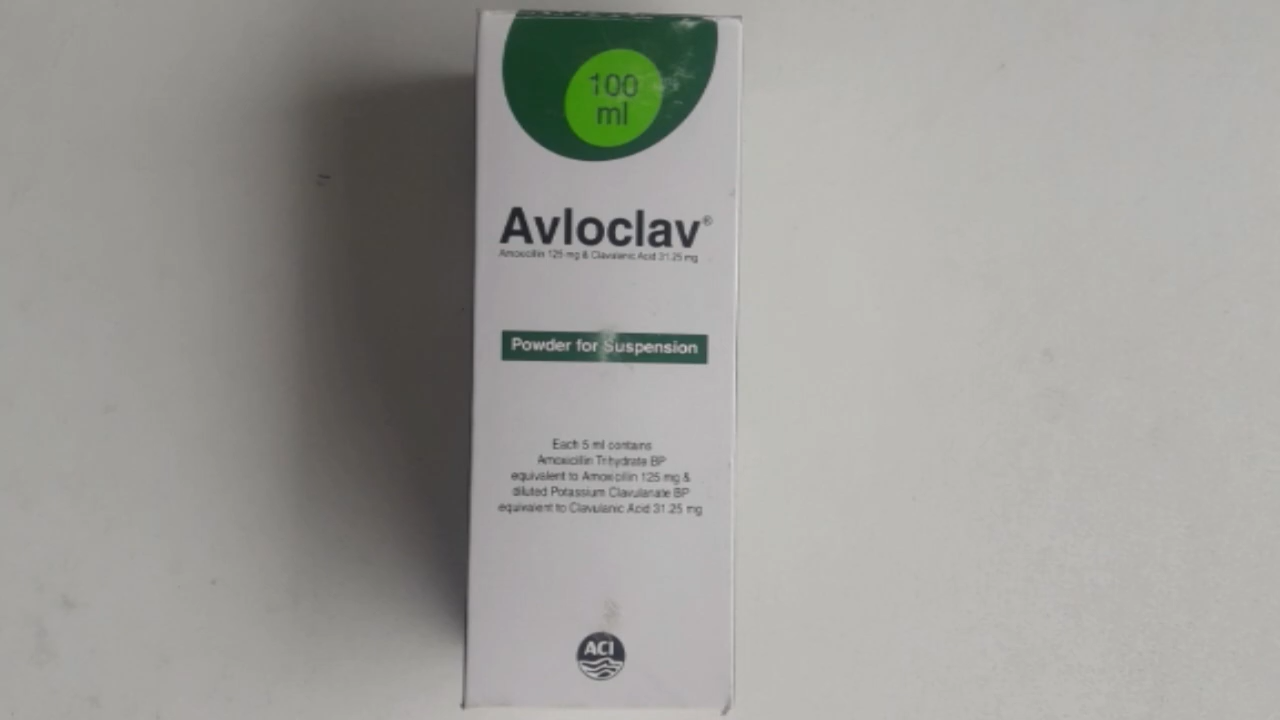 100
ml
Avloclav®
Amoxicillin 125 mg & Clavulanic Acid 31.25 mg
Powder for Suspension
Each 5 ml contains
Amoxicillin Trihydrate BP
equivalent to Amoxicillin 125 mg &
diluted Potassium Clavulanate BP
equivalent to Clavulanic Acid 31.25 mg
ACI